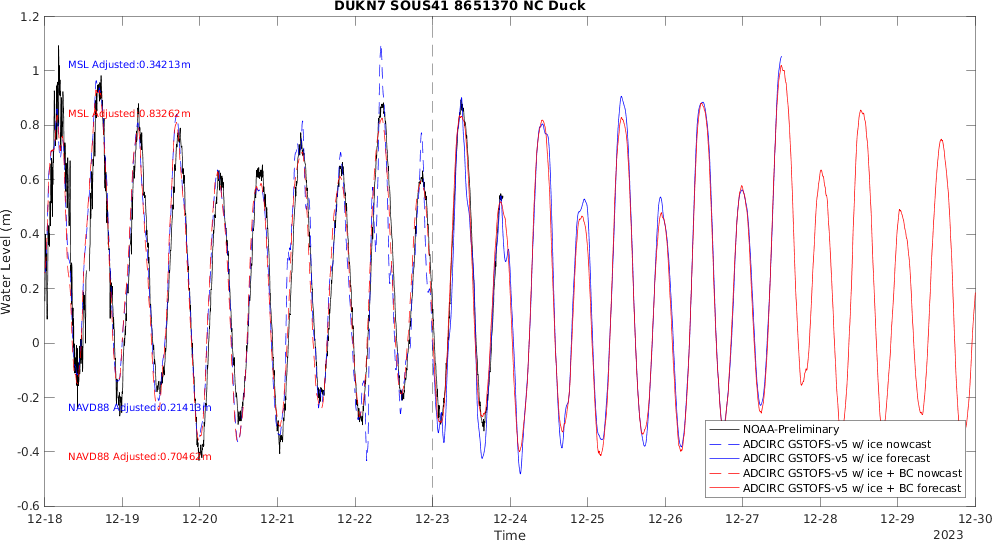 DUKN7 SOUS41 8651370 NC Duck
1.2
1
0.8
0.6
0.4
0.2
0
-0.2
-0.4
-0.6
Water Level (m)
MSL Adjusted:0.34213m
MSL Adjusted:0.83262m
NAVD88 Adjusted:0.21413m
NAVD88 Adjusted:0.70462m
NOAA-Preliminary
ADCIRC GSTOFS-v5 w/ ice nowcast
ADCIRC GSTOFS-v5 w/ ice forecast
ADCIRC GSTOFS-v5 w/ ice + BC nowcast
ADCIRC GSTOFS-v5 w/ ice + BC forecast
12-18 12-19 12-20 12-21 12-22 12-23 12-24 12-25 12-26 12-27 12-28 12-29 12-30
Time
2023